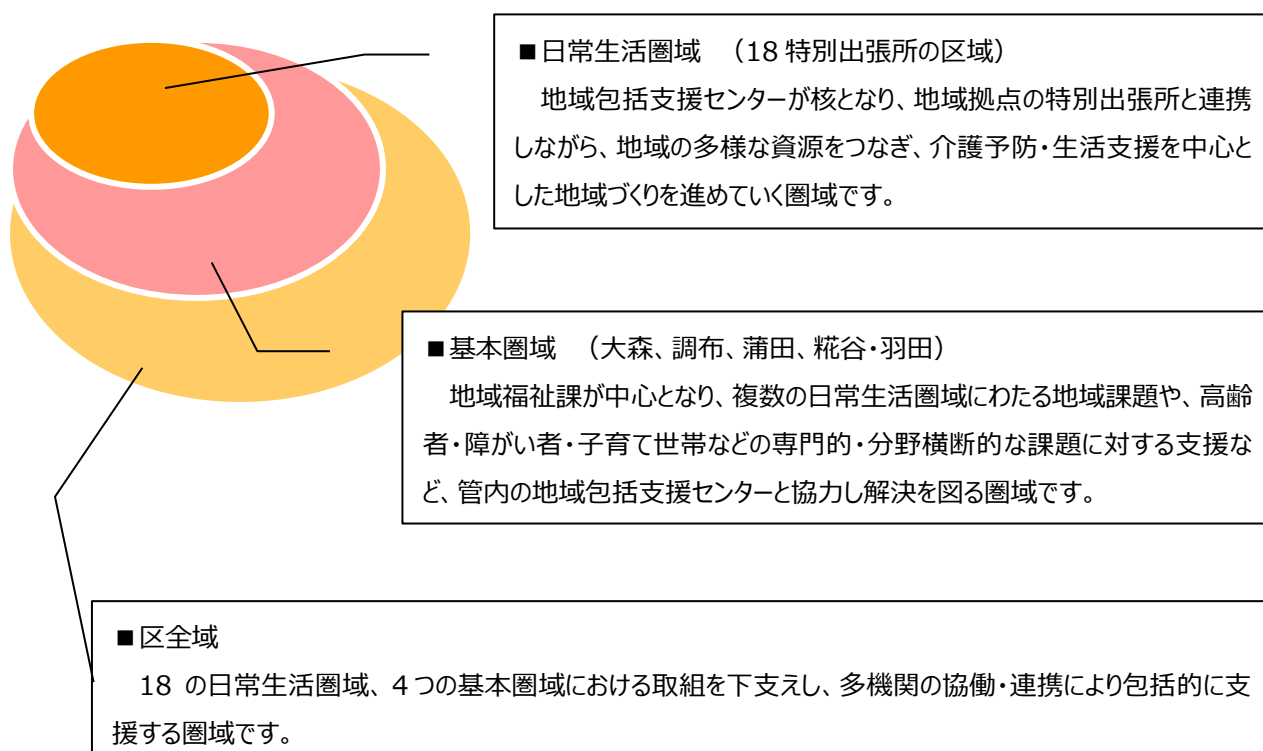 ■日常生活圏域　（18 特別出張所の区域）
　地域包括支援センターが核となり、地域拠点の特別出張所と連携
しながら、地域の多様な資源をつなぎ、介護予防・生活支援を中心と
した地域づくりを進めていく圏域です。
■基本圏域　（大森、調布、蒲田、糀谷・羽田）
　地域福祉課が中心となり、複数の日常生活圏域にわたる地域課題や、高齢
者・障がい者・子育て世帯などの専門的・分野横断的な課題に対する支援な
ど、管内の地域包括支援センターと協力し解決を図る圏域です。
■区全域
　18 の日常生活圏域、４つの基本圏域における取組を下支えし、多機関の協働・連携により包括的に支
援する圏域です。